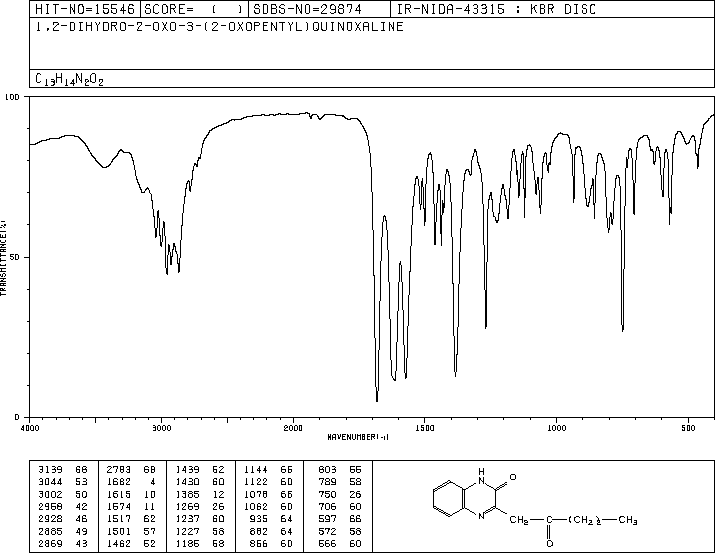 HIT-NO=15546 SCORE= ( ) SDBS-NO=29874 IR-NIDA-43315 : KBR DISC
1,2-DIHYDRO-2-OXO-3-(2-OXOPENTYL)QUINOXALINE
C13H14N2O2
100
50
0
TRANSMITTANCE(%)
4000 3000 2000 1500 1000 500
WAVENUMBER(-1)
3139 66 2783 68 1439 52 1144 66 803 55
3044 53 1682 4 1430 60 1122 60 789 58
3002 50 1615 10 1385 12 1078 66 750 26
2958 42 1574 11 1269 26 1062 60 706 60
2928 46 1517 62 1237 60 935 64 597 66
2885 49 1501 57 1227 58 882 64 572 58
2869 43 1462 52 1185 58 856 60 566 60
NH
O
N
CH2
C
(CH2)2
CH3
O